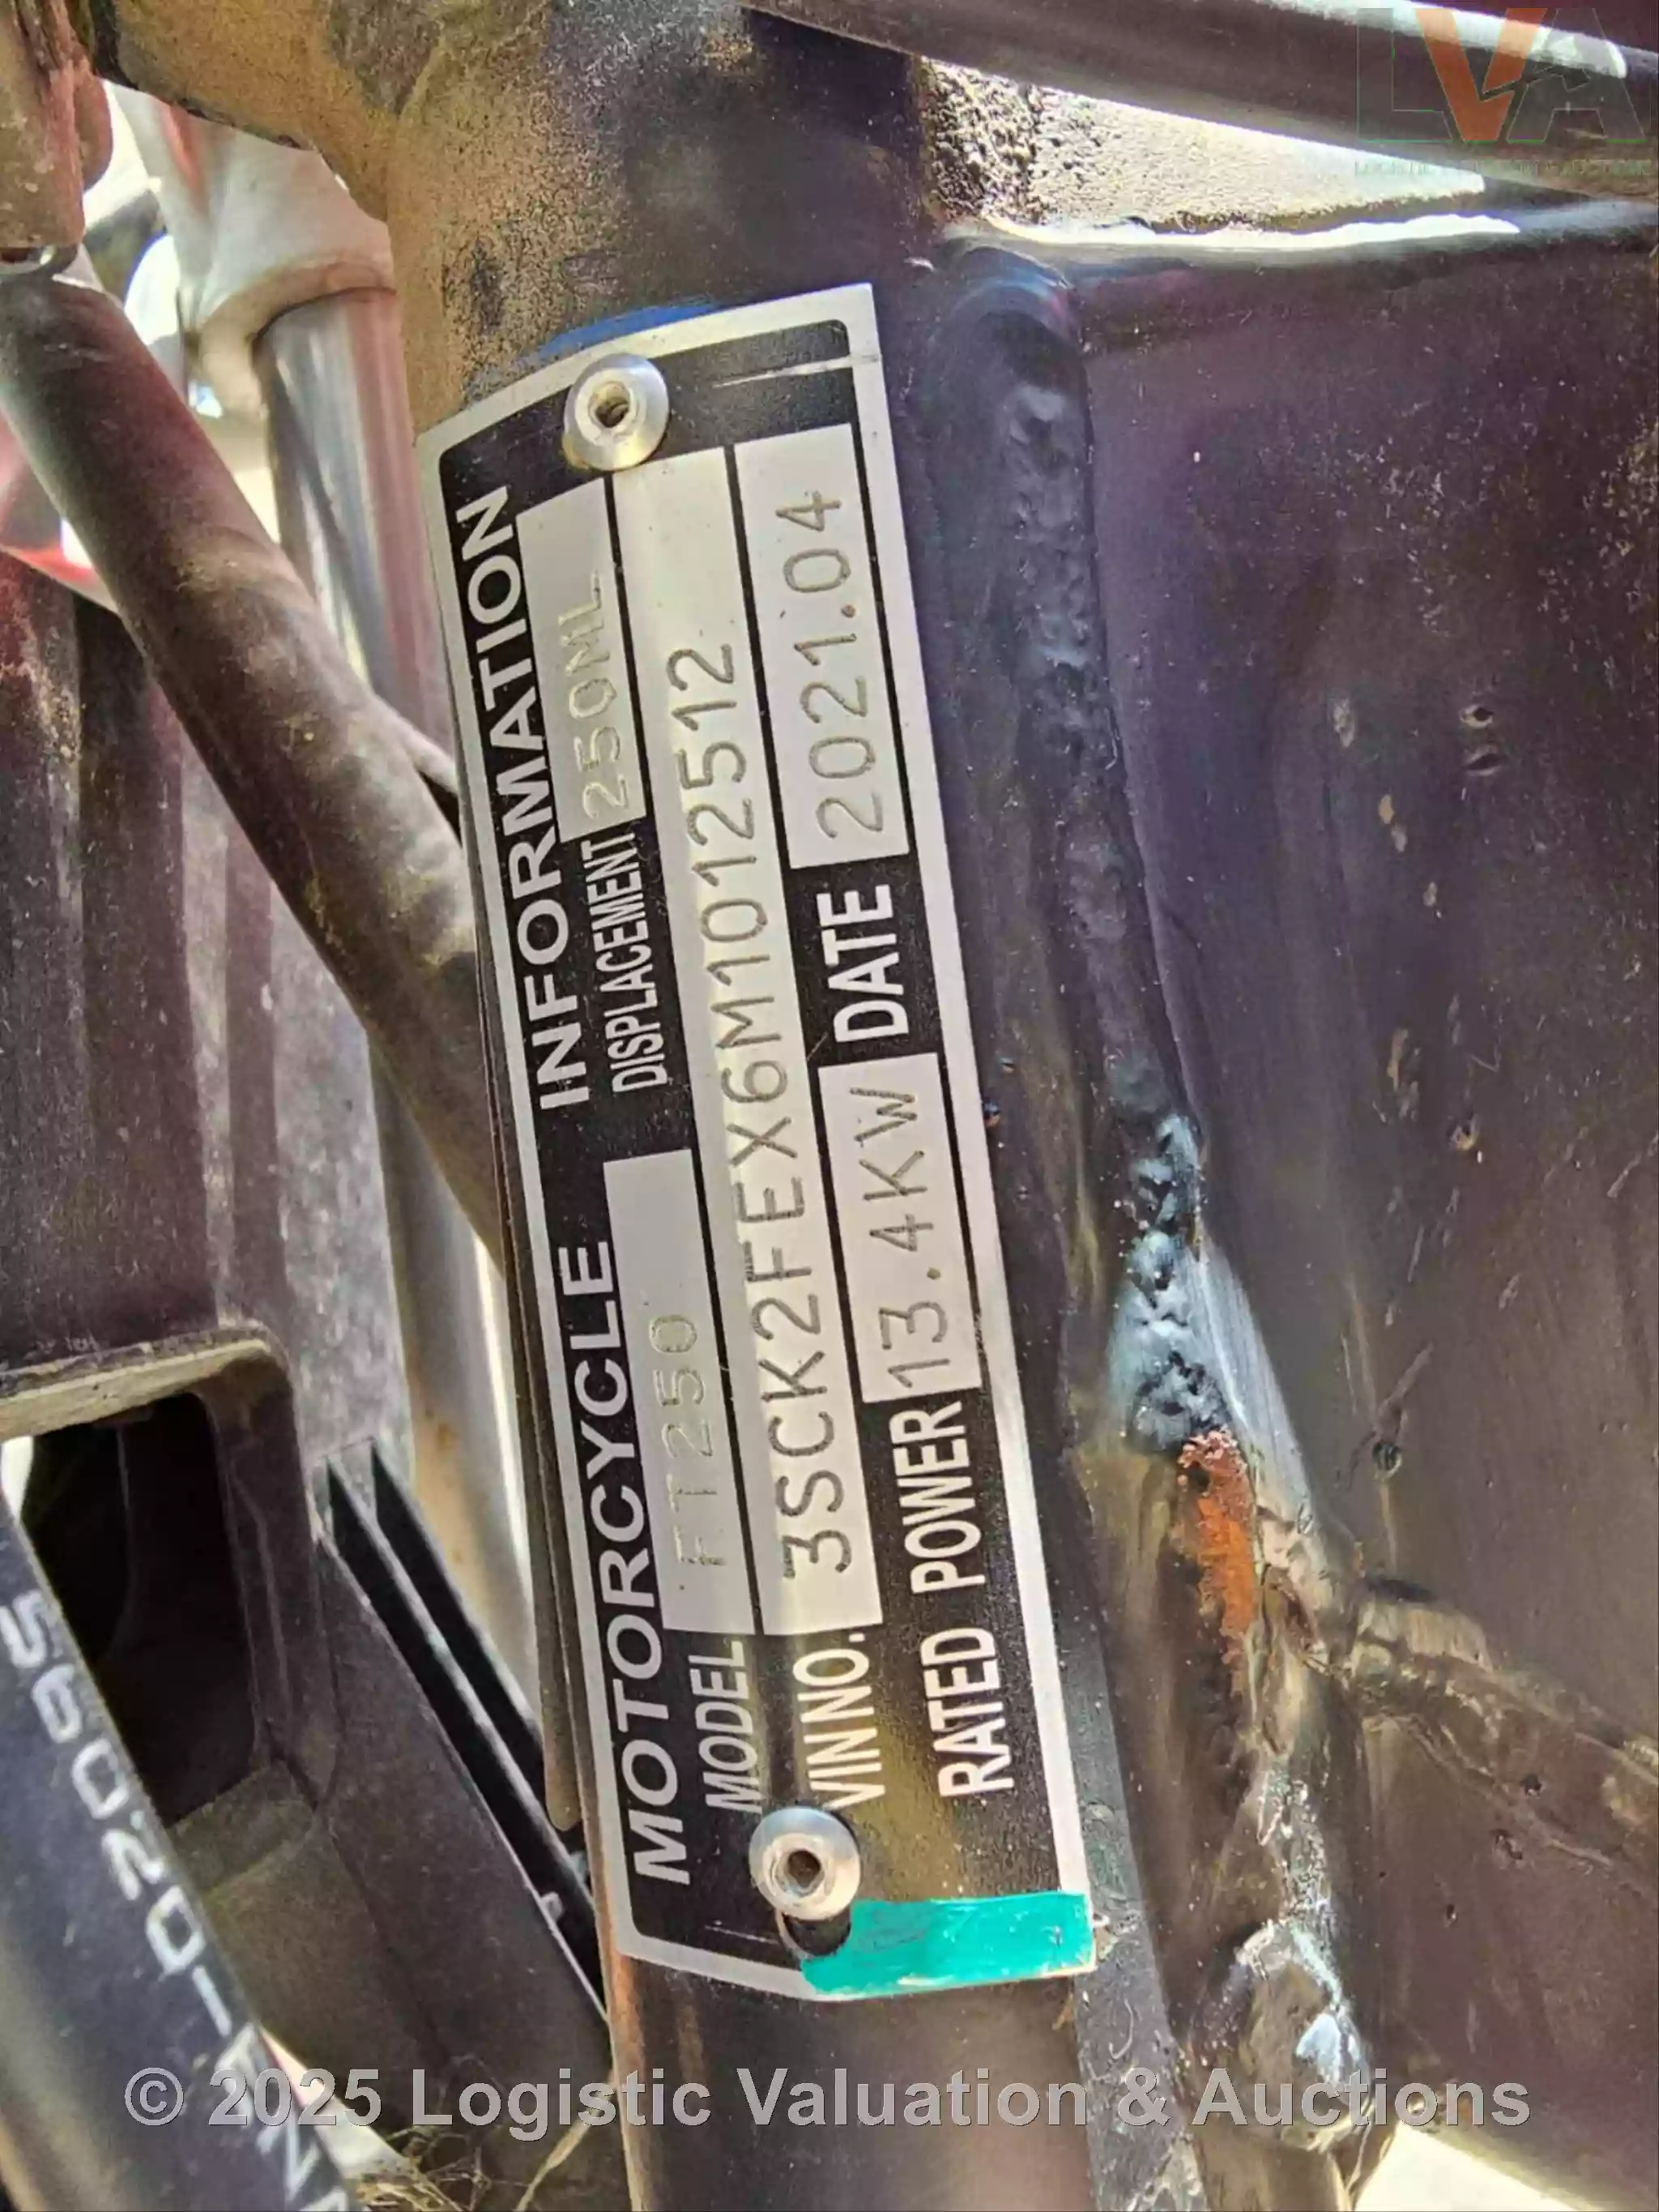 MOTORCYCLE INFORMATION
MODEL FT250 DISPLACEMENT 250ML
VIN NO. 3SCK2FEX6M1012512
RATED POWER 13.4KW DATE 2021.04
LVA
© 2025 Logistic Valuation & Auctions